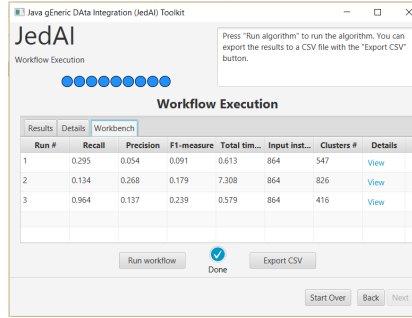 Java gEneric DAta Integration (JedAI) Toolkit
JedAI
Workflow Execution
Press "Run algorithm" to run the algorithm. You can
export the results to a CSV file with the "Export CSV"
button.
Workflow Execution
Results Details Workbench
Run # Recall Precision F1-measure Total tim... Input inst... Clusters # Details
1 0.295 0.054 0.091 0.613 864 547 View
2 0.134 0.268 0.179 7.308 864 826 View
3 0.964 0.137 0.239 0.579 864 416 View
Run workflow Done Export CSV
Start Over Back Next